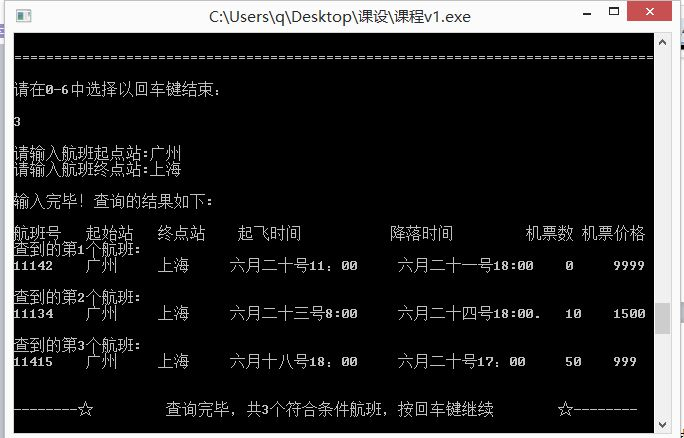 C:\Users\q\Desktop\课设\课程v1.exe
================================================================================
请在0-6中选择以回车键结束:
3
请输入航班起点站:广州
请输入航班终点站:上海
输入完毕! 查询的结果如下:
航班号 起始站 终点站 起飞时间 降落时间 机票数 机票价格
查到的第1个航班:
11142 广州 上海 六月二十号11：00 六月二十一号18:00 0 9999
查到的第2个航班:
11134 广州 上海 六月二十三号8:00 六月二十四号18:00. 10 1500
查到的第3个航班:
11415 广州 上海 六月十八号18：00 六月二十号17：00 50 999
--------☆ 查询完毕，共3个符合条件航班，按回车键继续 ☆--------